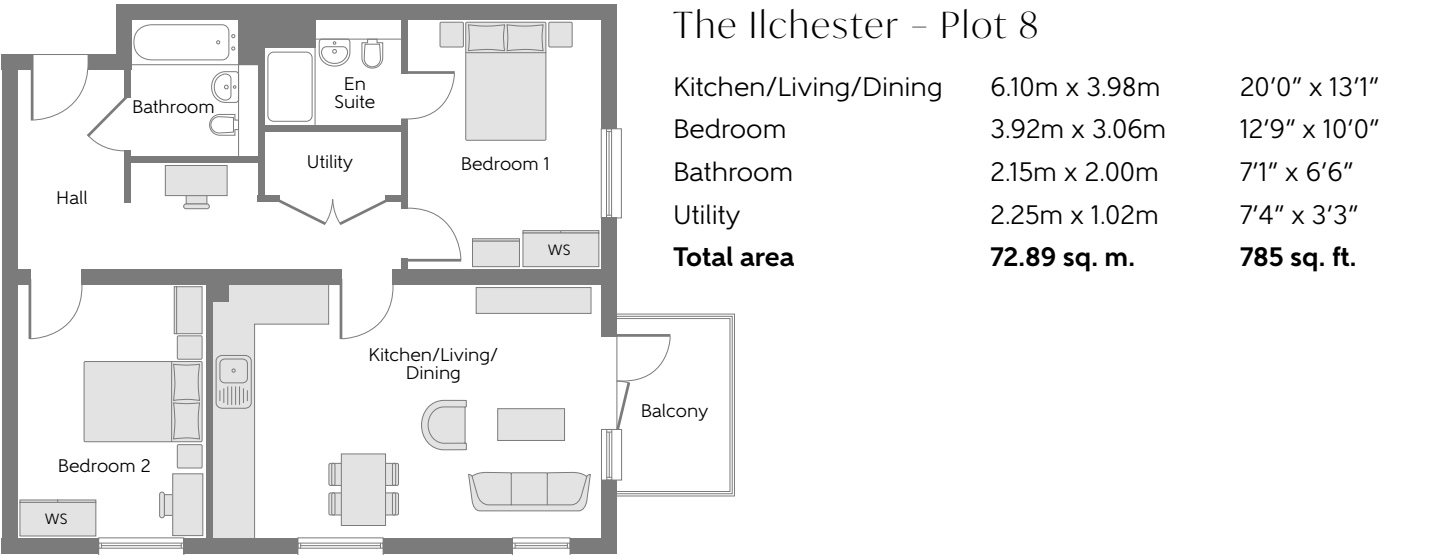 The Ilchester – Plot 8
Kitchen/Living/Dining 6.10m x 3.98m 20'0" x 13'1"
Bedroom 3.92m x 3.06m 12'9" x 10'0"
Bathroom 2.15m x 2.00m 7'1" x 6'6"
Utility 2.25m x 1.02m 7'4" x 3'3"
Total area 72.89 sq. m. 785 sq. ft.
Bathroom
En
Suite
Utility
Bedroom 1
Hall
WS
Kitchen/Living/
Dining
Balcony
Bedroom 2
WS